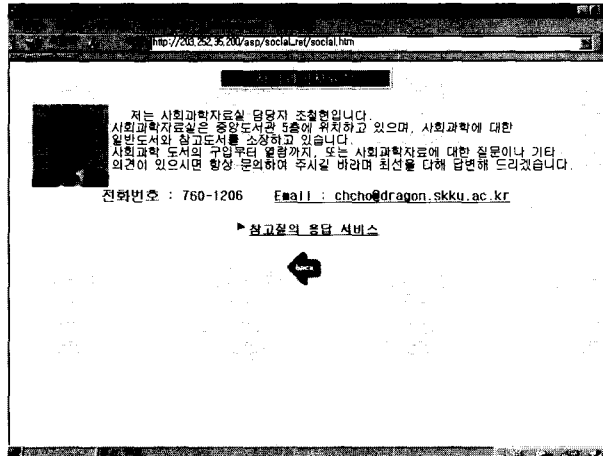 http://203,252,35,200/asp/social_ref/social,htm
저는 사회과학자료실 담당자 조철현입니다.
사회과학자료실은 중앙도서관 5층에 위치하고 있으며, 사회과학에 대한
일반도서와 참고도서를 소장하고 있습니다.
사회과학 도서의 구입부터 열람까지, 또는 사회과학자료에 대한 질문이나 기타
의견이 있으시면 항상 문의하여 주시길 바라며 최선을 다해 답변해 드리겠습니다.
전화번호 : 760-1206 Email : chcho@dragon.skku.ac.kr
참고질의 응답 서비스
back